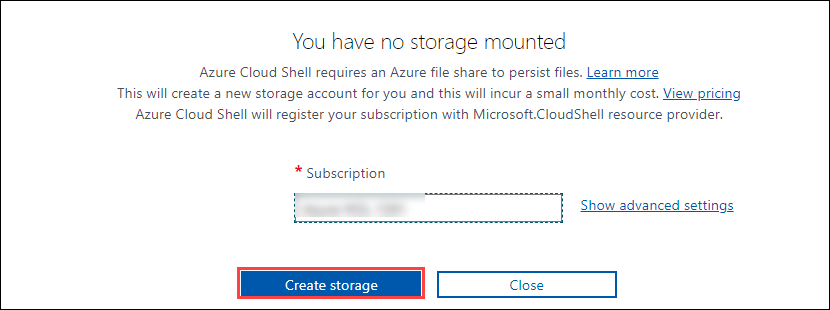 You have no storage mounted
Azure Cloud Shell requires an Azure file share to persist files. Learn more
This will create a new storage account for you and this will incur a small monthly cost. View pricing
Azure Cloud Shell will register your subscription with Microsoft.CloudShell resource provider.
* Subscription
Show advanced settings
Create storage
Close